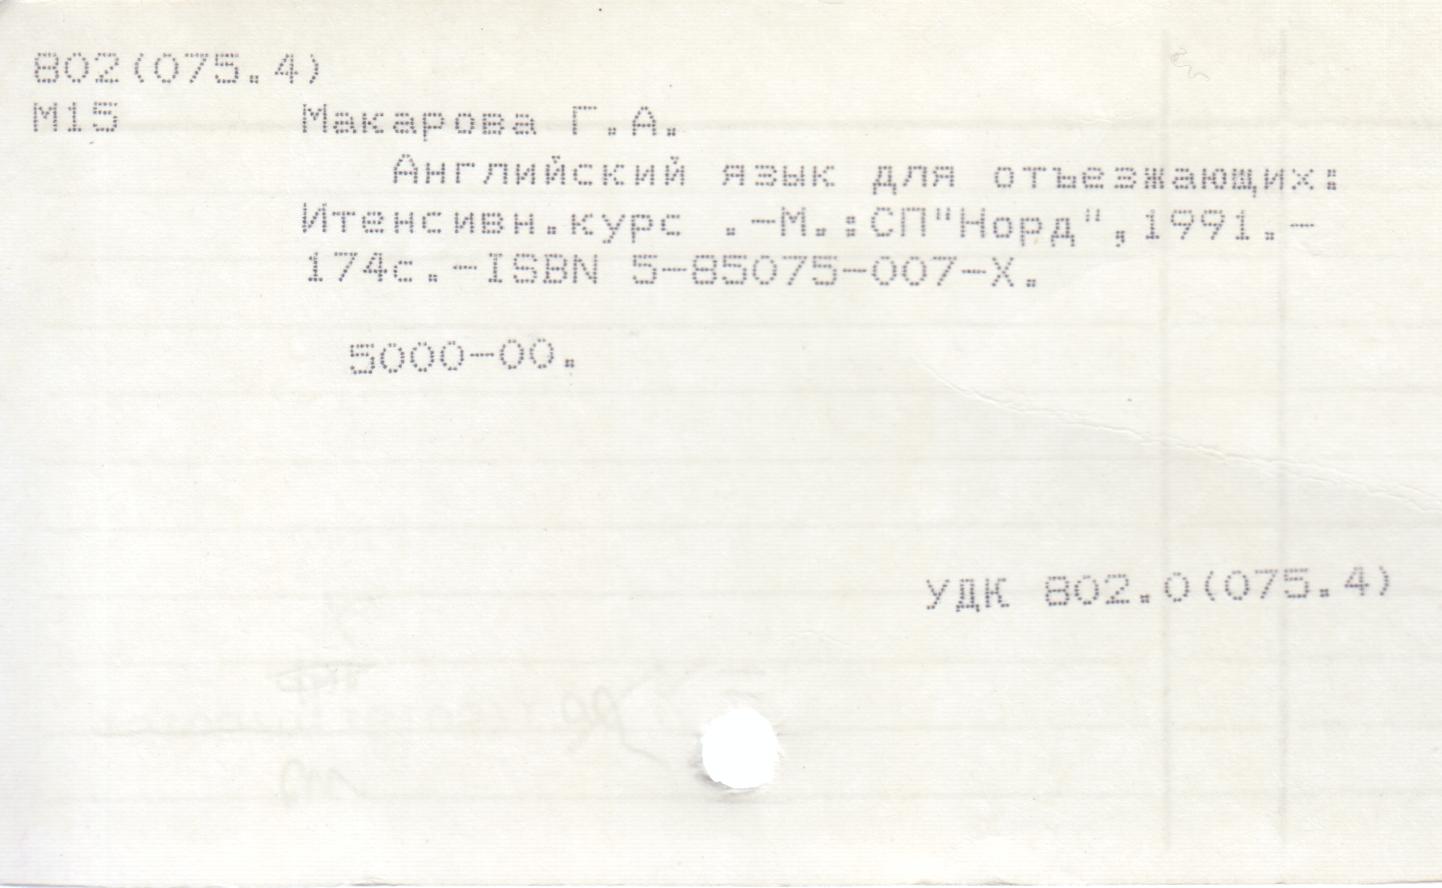 802(075.4)
М15 Макарова Г.А.
Английский язык для отъезжающих:
Итенсивн.курс .-М.:СП"Норд",1991.-
174с.-ISBN 5-85075-007-X.
5000-00.
УДК 802.0(075.4)